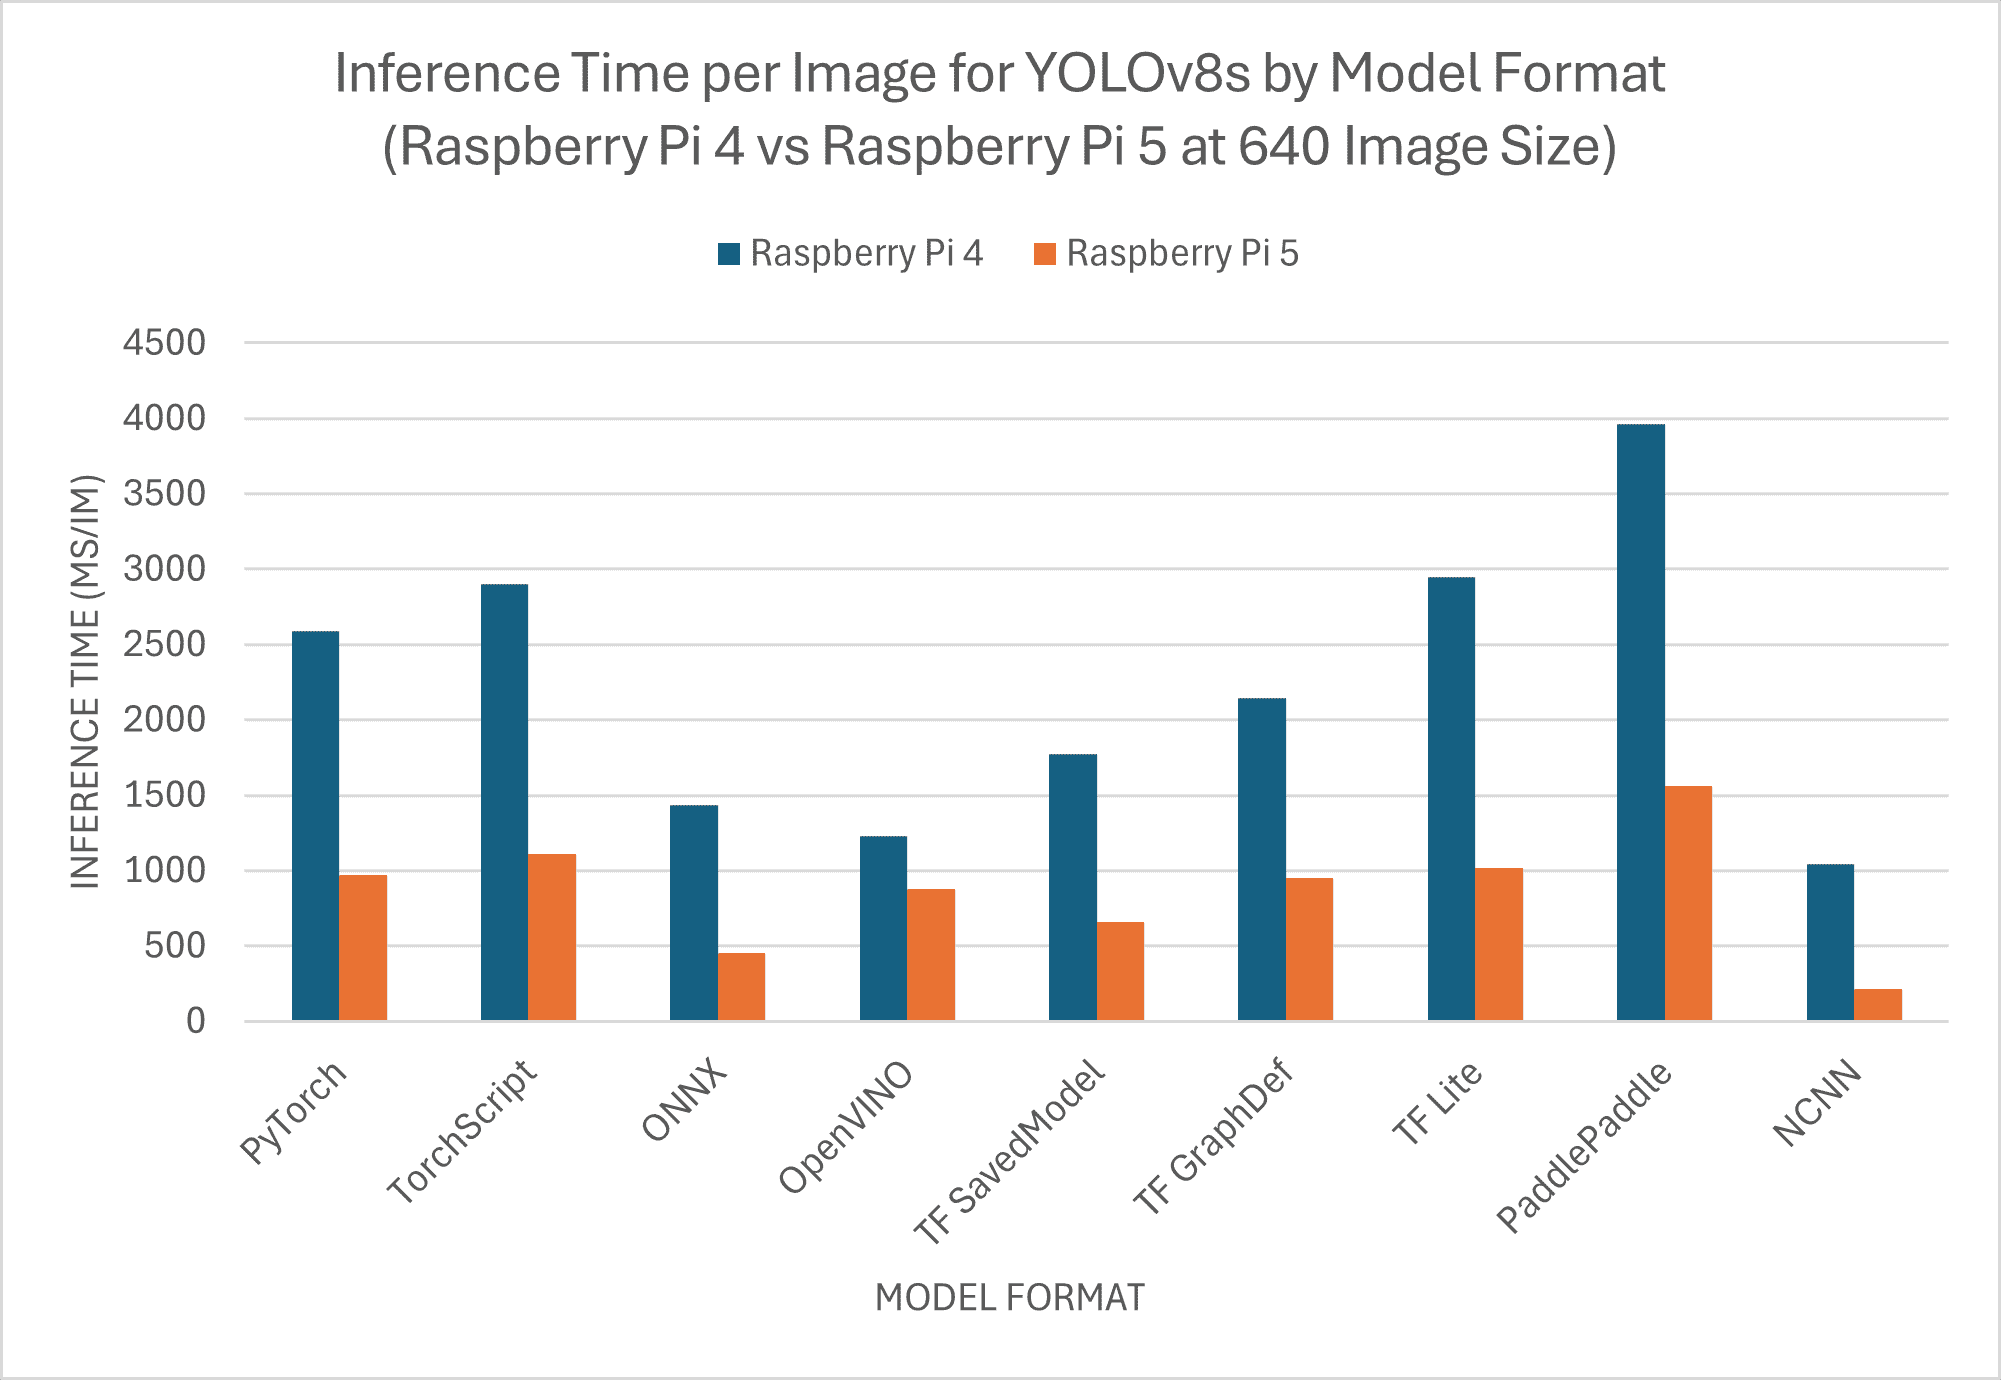 Inference Time per Image for YOLOv8s by Model Format
(Raspberry Pi 4 vs Raspberry Pi 5 at 640 Image Size)
Raspberry Pi 4
Raspberry Pi 5
INFERENCE TIME (MS/IM)
4500
4000
3500
3000
2500
2000
1500
1000
500
0
PyTorch
TorchScript
ONNX
OpenVINO
TF SavedModel
TF GraphDef
TF Lite
PaddlePaddle
NCNN
MODEL FORMAT